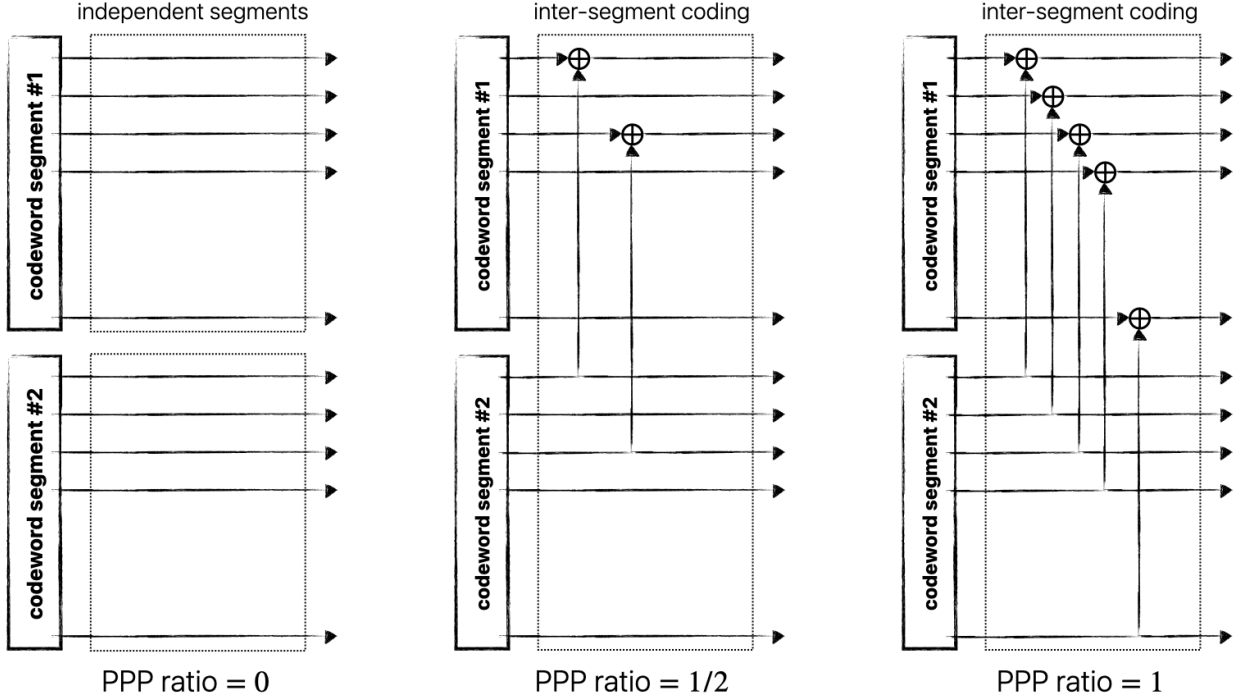 independent segments
codeword segment #1
codeword segment #2
PPP ratio = 0
inter-segment coding
codeword segment #1
codeword segment #2
PPP ratio = 1/2
inter-segment coding
codeword segment #1
codeword segment #2
PPP ratio = 1